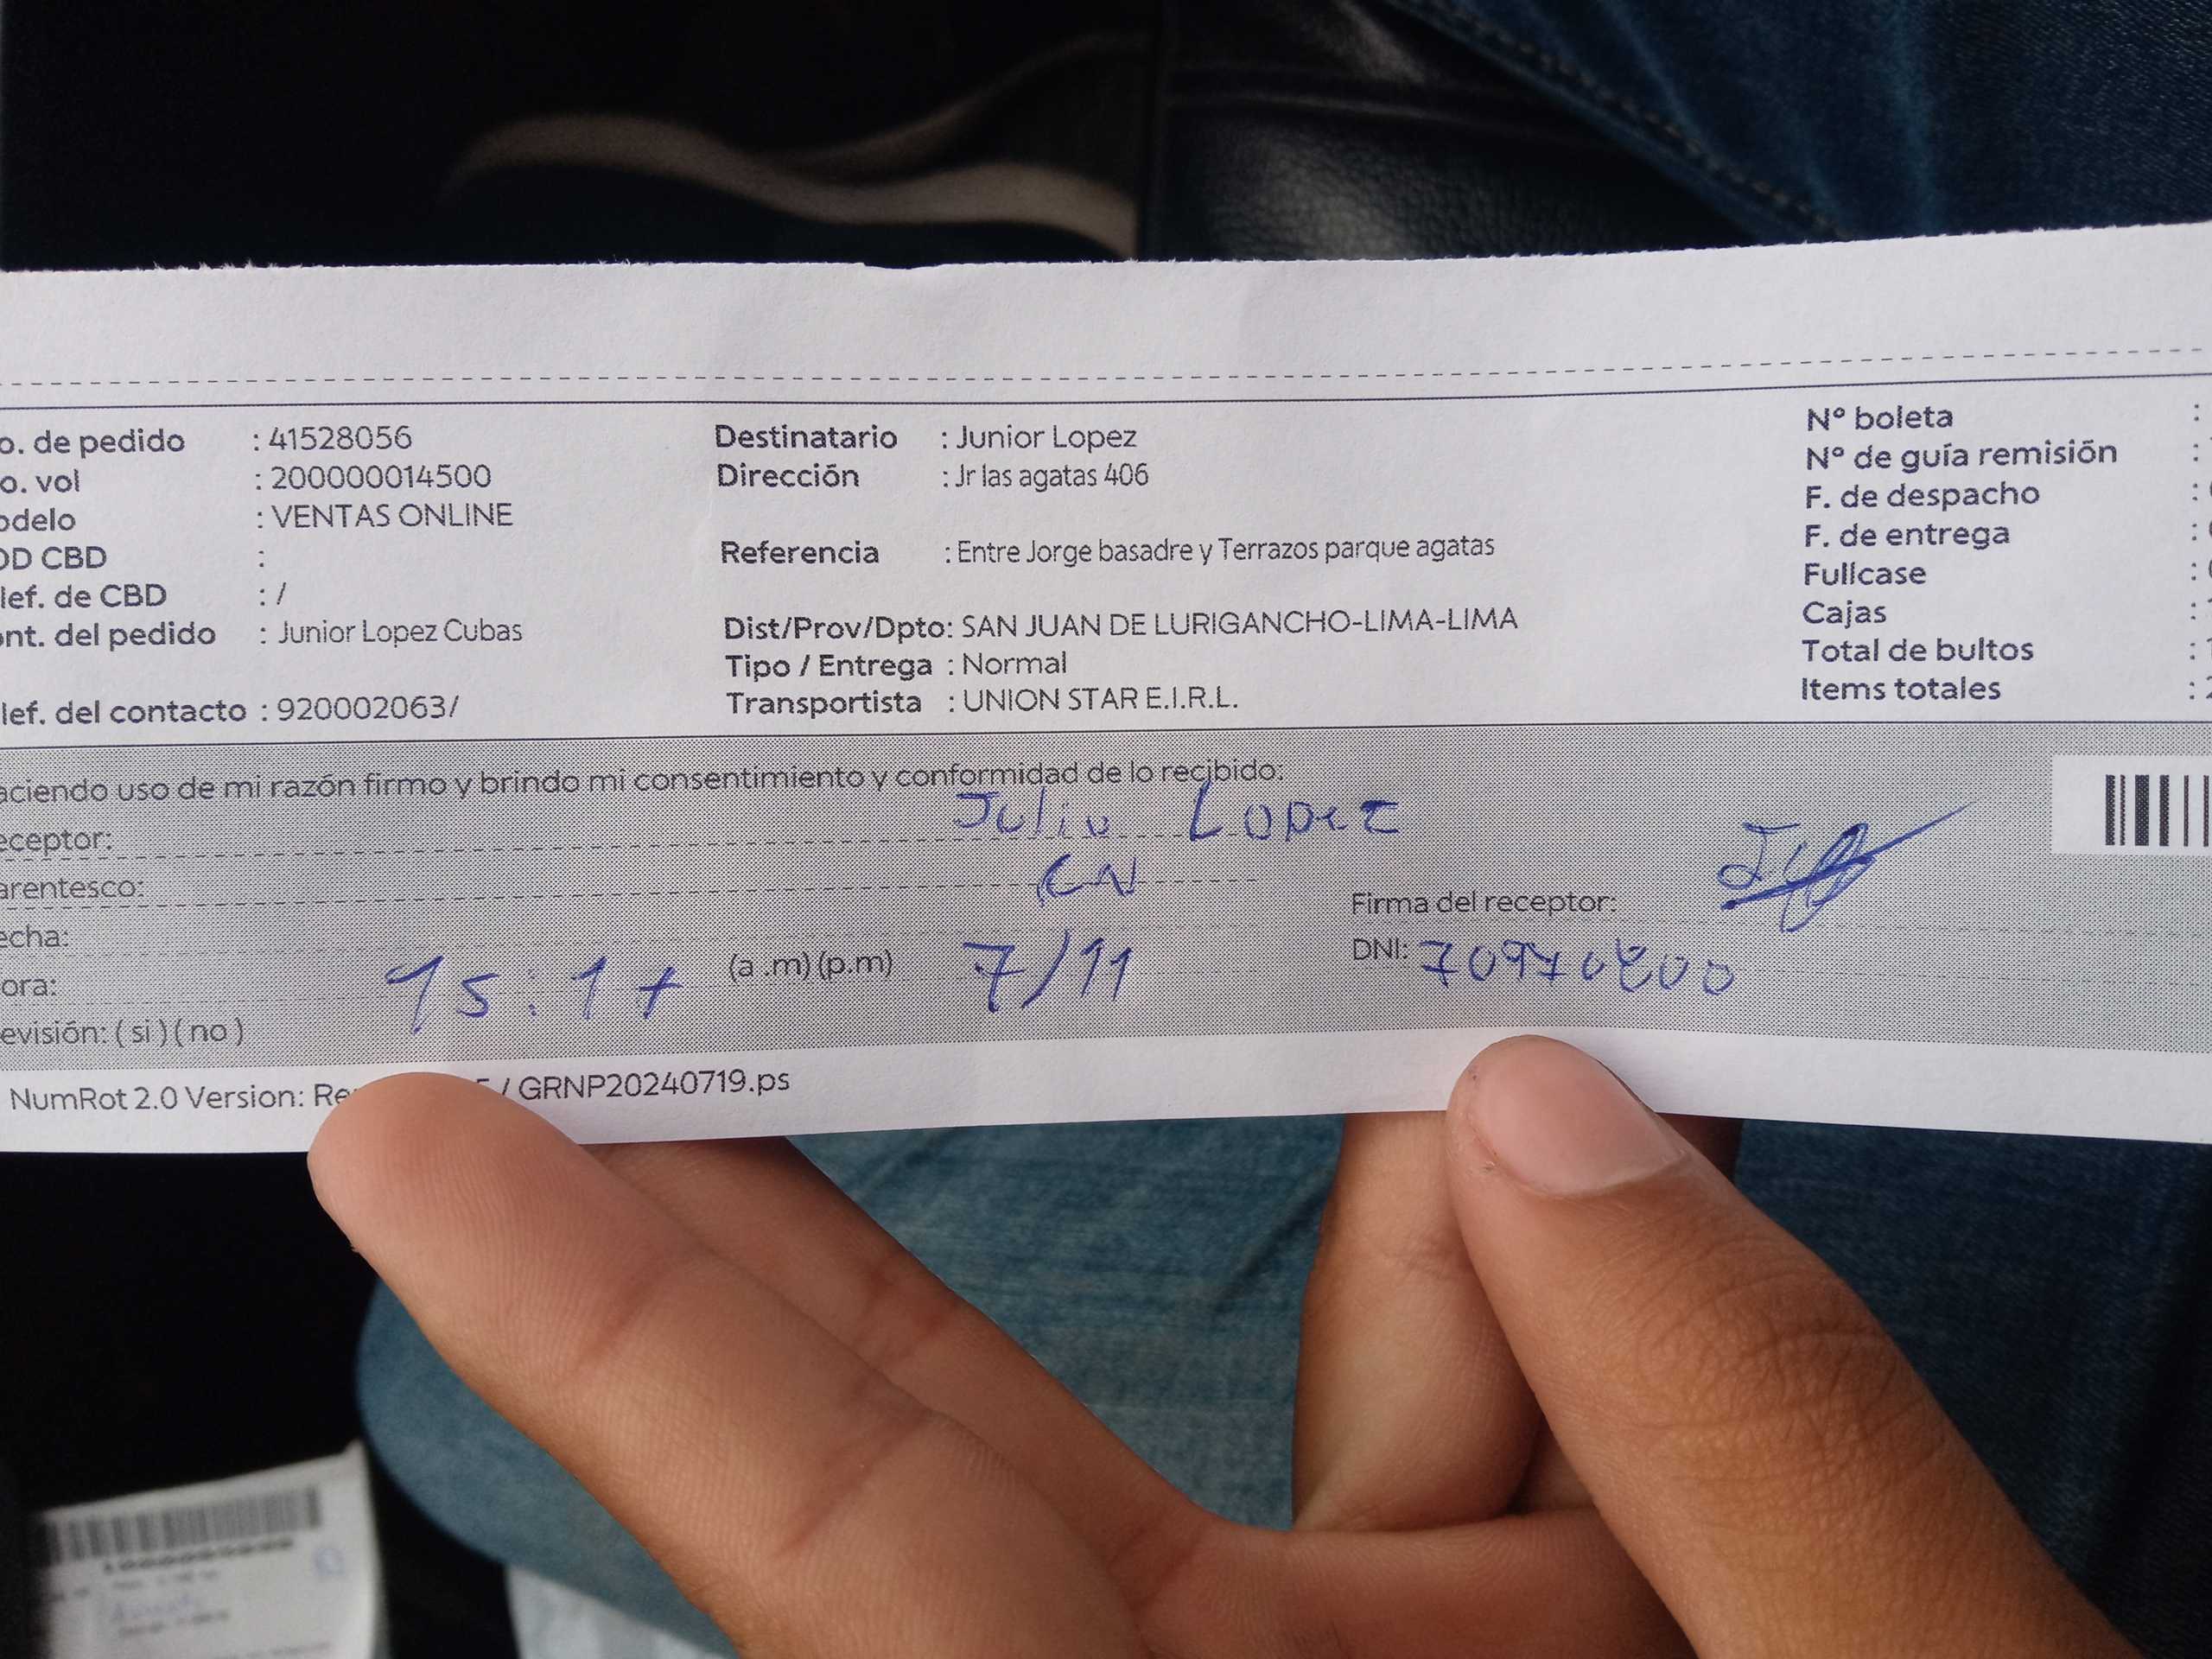 o. de pedido : 41528056
o. vol : 200000014500
odelo : VENTAS ONLINE
OD CBD :
lef. de CBD : /
ont. del pedido : Junior Lopez Cubas
lef. del contacto : 920002063/
Destinatario : Junior Lopez
Dirección : Jr las agatas 406
Referencia : Entre Jorge basadre y Terrazos parque agatas
Dist/Prov/Dpto: SAN JUAN DE LURIGANCHO-LIMA-LIMA
Tipo / Entrega : Normal
Transportista : UNION STAR E.I.R.L.
Nº boleta :
Nº de guía remisión :
F. de despacho :
F. de entrega :
Fullcase :
Cajas :
Total de bultos :
Items totales : 2
aciendo uso de mi razón firmo y brindo mi consentimiento y conformidad de lo recibido:
eceptor: Julio Lopez
arentesco:
echa:
ora: 15:17 (a .m) (p.m) 7/11
evisión: ( si ) ( no )
Firma del receptor:
DNI:
NumRot 2.0 Version: Re / GRNP20240719.ps